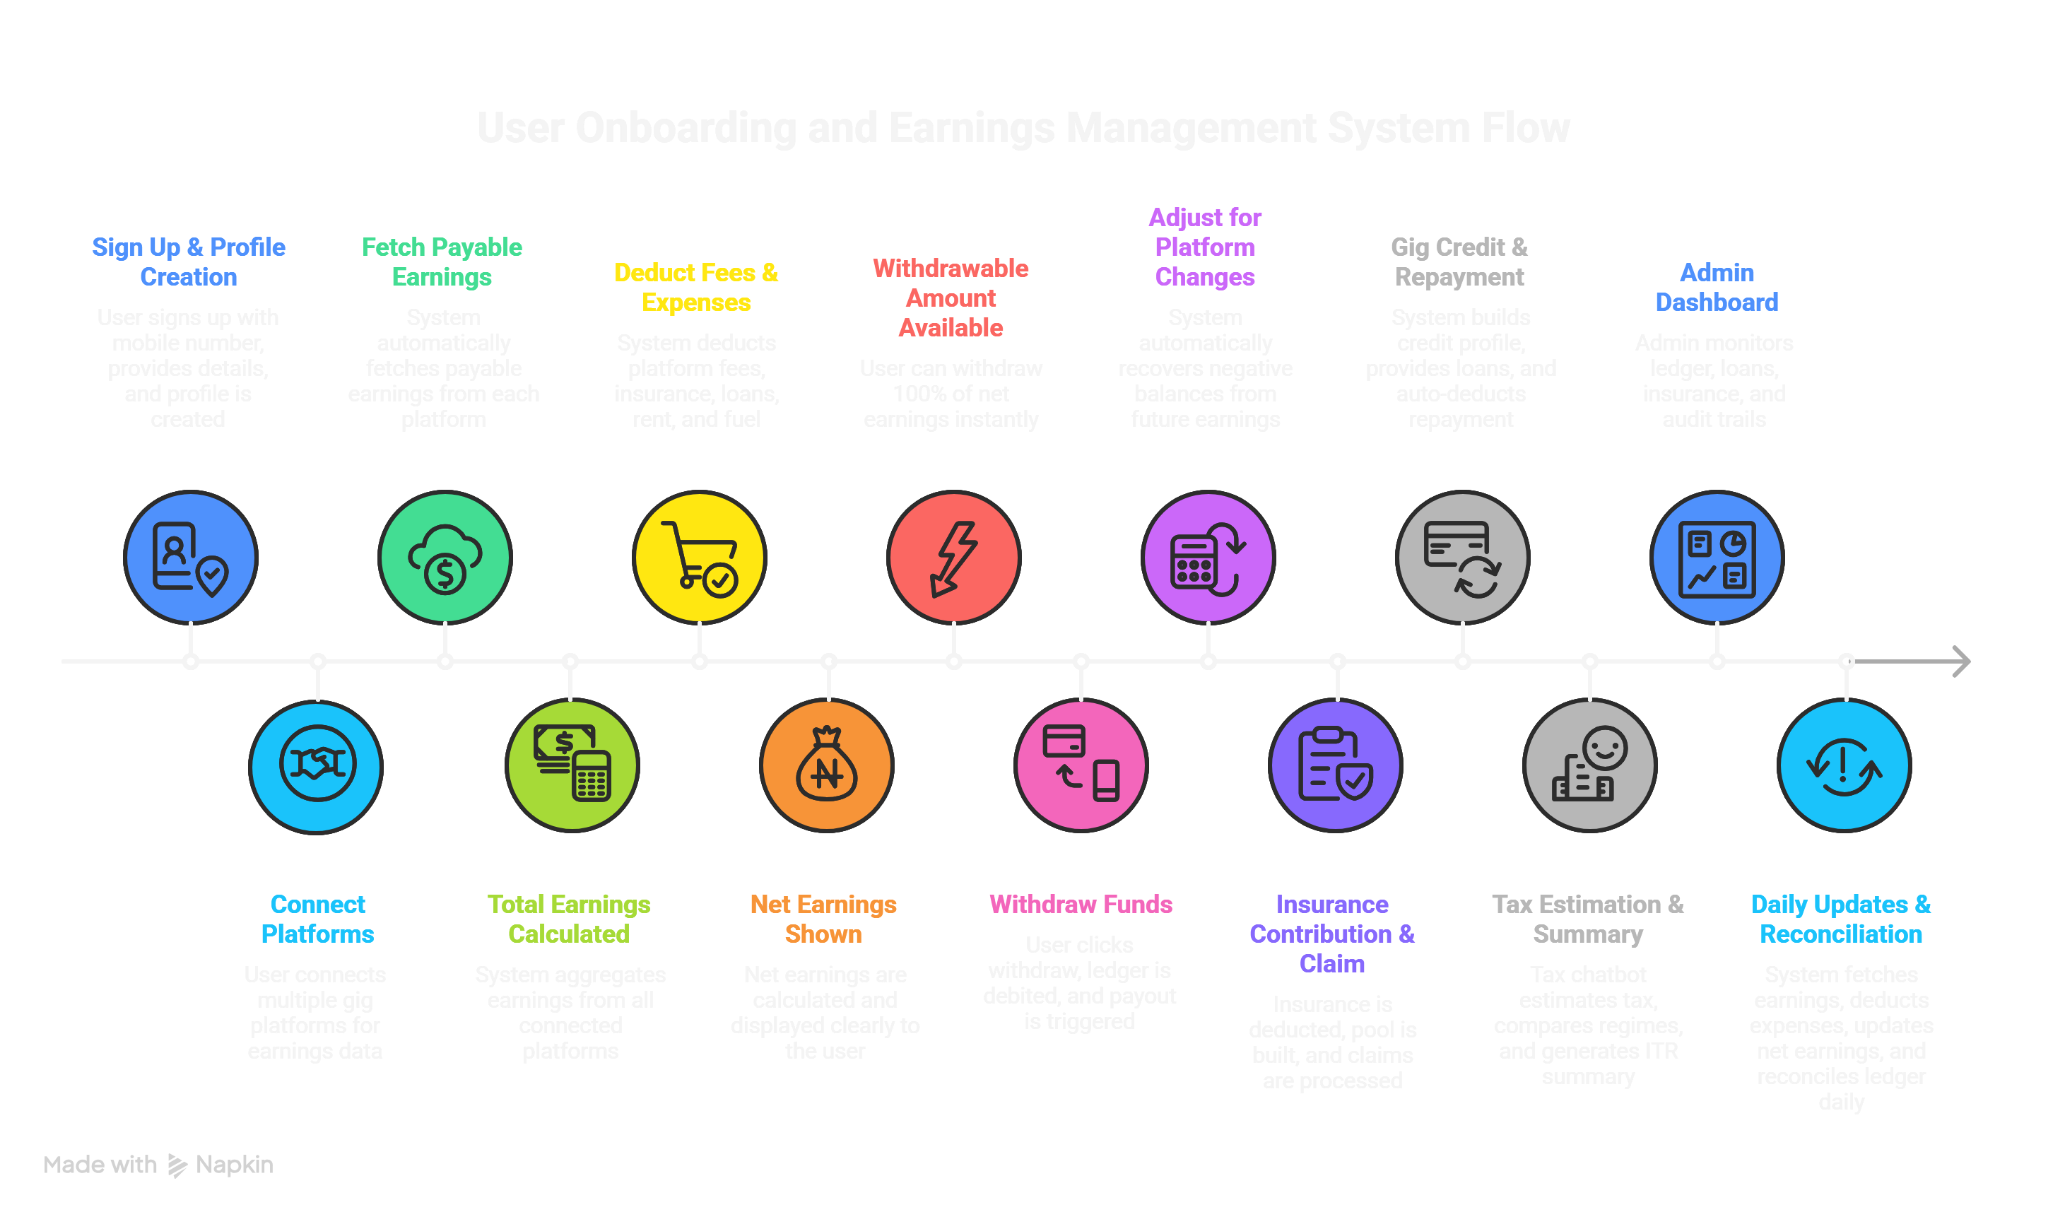 User Onboarding and Earnings Management System Flow
Sign Up & Profile
Creation
User signs up with
mobile number,
provides details,
and profile is
created
Connect
Platforms
User connects
multiple gig
platforms for
earnings data
Fetch Payable
Earnings
System
automatically
fetches payable
earnings from each
platform
Total Earnings
Calculated
System aggregates
earnings from all
connected
platforms
Deduct Fees &
Expenses
System deducts
platform fees,
insurance, loans,
rent, and fuel
Net Earnings
Shown
Net earnings are
calculated and
displayed clearly to
the user
Withdrawable
Amount
Available
User can withdraw
100% of net
earnings instantly
Withdraw Funds
User clicks
withdraw, ledger is
debited, and payout
is triggered
Adjust for
Platform
Changes
System
automatically
recovers negative
balances from
future earnings
Insurance
Contribution &
Claim
Insurance is
deducted, pool is
built, and claims
are processed
Gig Credit &
Repayment
System builds
credit profile,
provides loans, and
auto-deducts
repayment
Tax Estimation &
Summary
Tax chatbot
estimates tax,
compares regimes,
and generates ITR
summary
Admin
Dashboard
Admin monitors
ledger, loans,
insurance, and
audit trails
Daily Updates &
Reconciliation
System fetches
earnings, deducts
expenses, updates
net earnings, and
reconciles ledger
daily
Made with Napkin